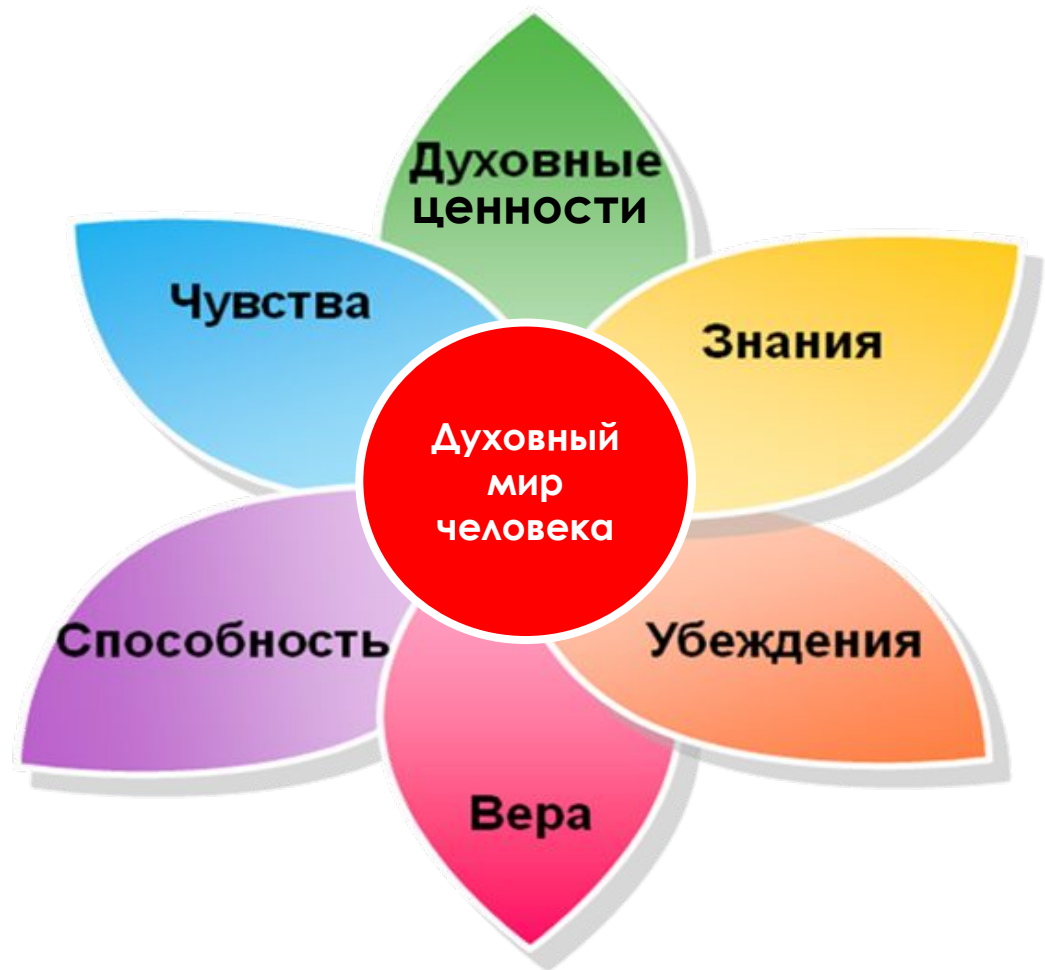 Духовные
ценности
Чувства
Знания
Духовный
мир
человека
Способность
Убеждения
Вера